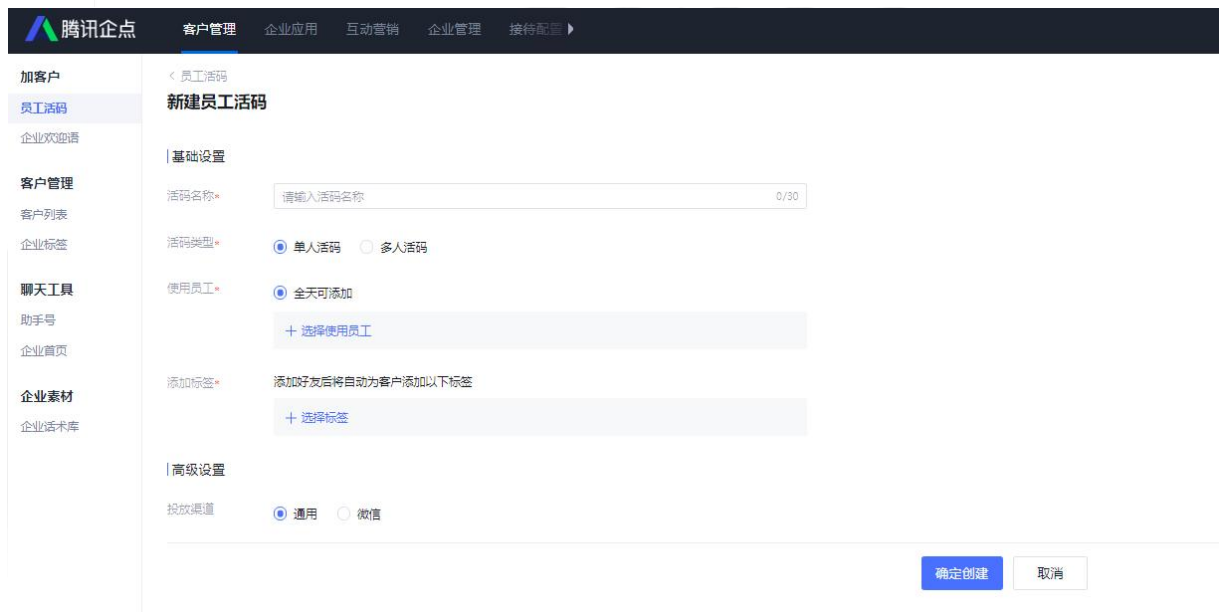 腾讯企点 客户管理 企业应用 互动营销 企业管理 接待配置
加客户
员工活码
企业欢迎语
客户管理
客户列表
企业标签
聊天工具
助手号
企业首页
企业素材
企业话术库
< 员工活码
新建员工活码
基础设置
活码名称* 请输入活码名称 0/30
活码类型* 单人活码 多人活码
使用员工* 全天可添加
+ 选择使用员工
添加标签* 添加好友后将自动为客户添加以下标签
+ 选择标签
高级设置
投放渠道 通用 微信
确定创建 取消